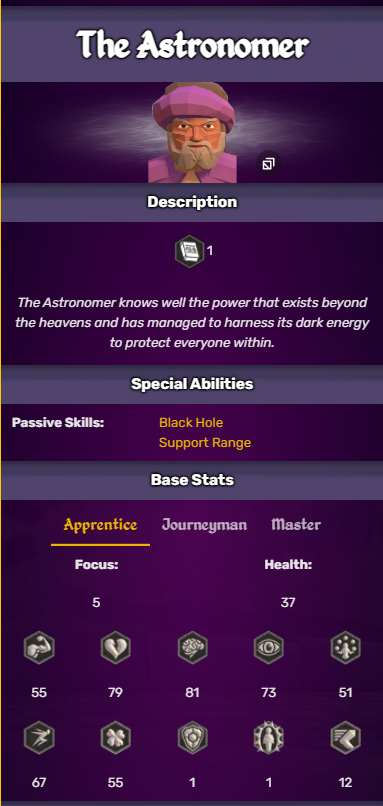 The Astronomer
Description
1
The Astronomer knows well the power that exists beyond
the heavens and has managed to harness its dark energy
to protect everyone within.
Special Abilities
Passive Skills: Black Hole
Support Range
Base Stats
Apprentice Journeyman Master
Focus: Health:
5 37
55 79 81 73 51
67 55 1 1 12